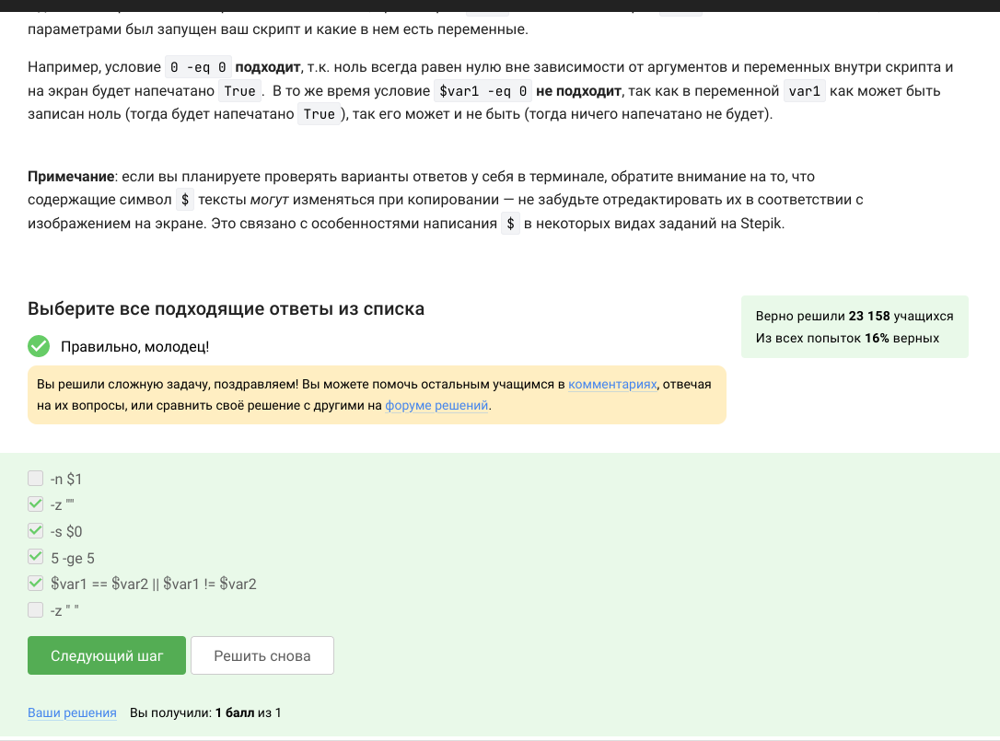 параметрами был запущен ваш скрипт и какие в нем есть переменные.
Например, условие 0 -eq 0 подходит, т.к. ноль всегда равен нулю вне зависимости от аргументов и переменных внутри скрипта и
на экран будет напечатано True . В то же время условие $var1 -eq 0 не подходит, так как в переменной var1 как может быть
записан ноль (тогда будет напечатано True ), так его может и не быть (тогда ничего напечатано не будет).
Примечание: если вы планируете проверять варианты ответов у себя в терминале, обратите внимание на то, что
содержащие символ $ тексты могут изменяться при копировании — не забудьте отредактировать их в соответствии с
изображением на экране. Это связано с особенностями написания $ в некоторых видах заданий на Stepik.
Выберите все подходящие ответы из списка
Верно решили 23 158 учащихся
Из всех попыток 16% верных
Правильно, молодец!
Вы решили сложную задачу, поздравляем! Вы можете помочь остальным учащимся в комментариях, отвечая
на их вопросы, или сравнить своё решение с другими на форуме решений.
-n $1
-z ""
-s $0
5 -ge 5
$var1 == $var2 || $var1 != $var2
-z " "
Следующий шаг
Решить снова
Ваши решения Вы получили: 1 балл из 1